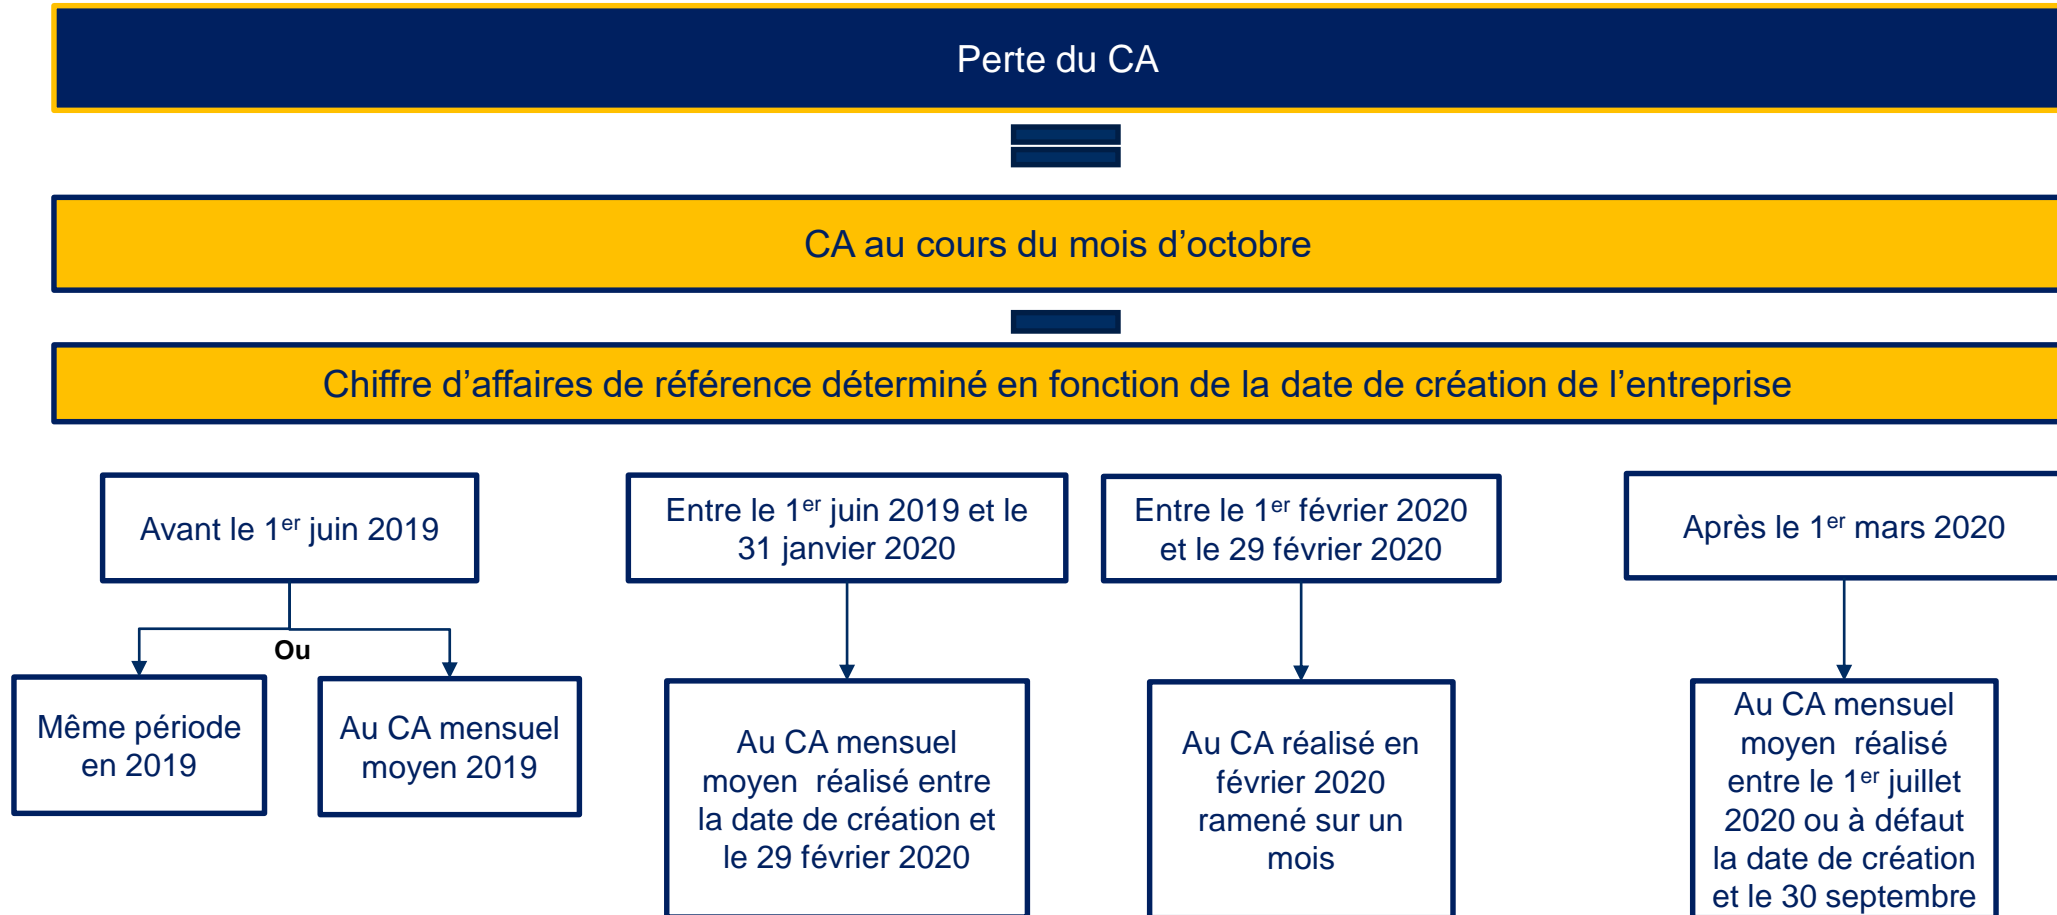 Perte du CA
CA au cours du mois d’octobre
Chiffre d’affaires de référence déterminé en fonction de la date de création de l’entreprise
Avant le 1er juin 2019
Entre le 1er juin 2019 et le
31 janvier 2020
Entre le 1er février 2020
et le 29 février 2020
Après le 1er mars 2020
Ou
Même période
en 2019
Au CA mensuel
moyen 2019
Au CA mensuel
moyen  réalisé entre
la date de création et
le 29 février 2020
Au CA réalisé en
février 2020
ramené sur un
mois
Au CA mensuel
moyen  réalisé
entre le 1er juillet
2020 ou à défaut
la date de création
et le 30 septembre